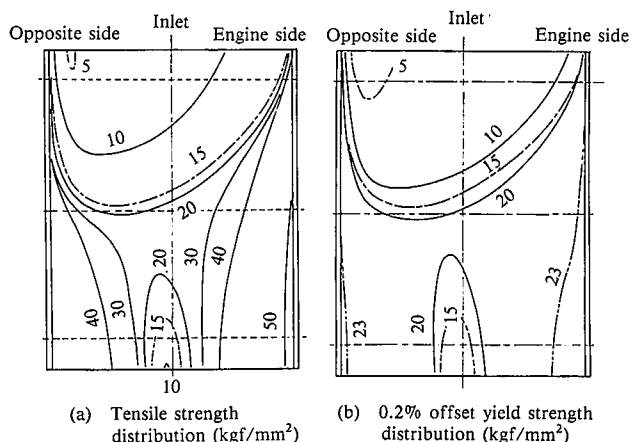 Inlet
Opposite side
Engine side
5
10
15
20
20
30
30
40
40
15
50
10
(a) Tensile strength
distribution (kgf/mm²)
Inlet
Opposite side
Engine side
5
10
15
20
23
20
15
23
(b) 0.2% offset yield strength
distribution (kgf/mm²)